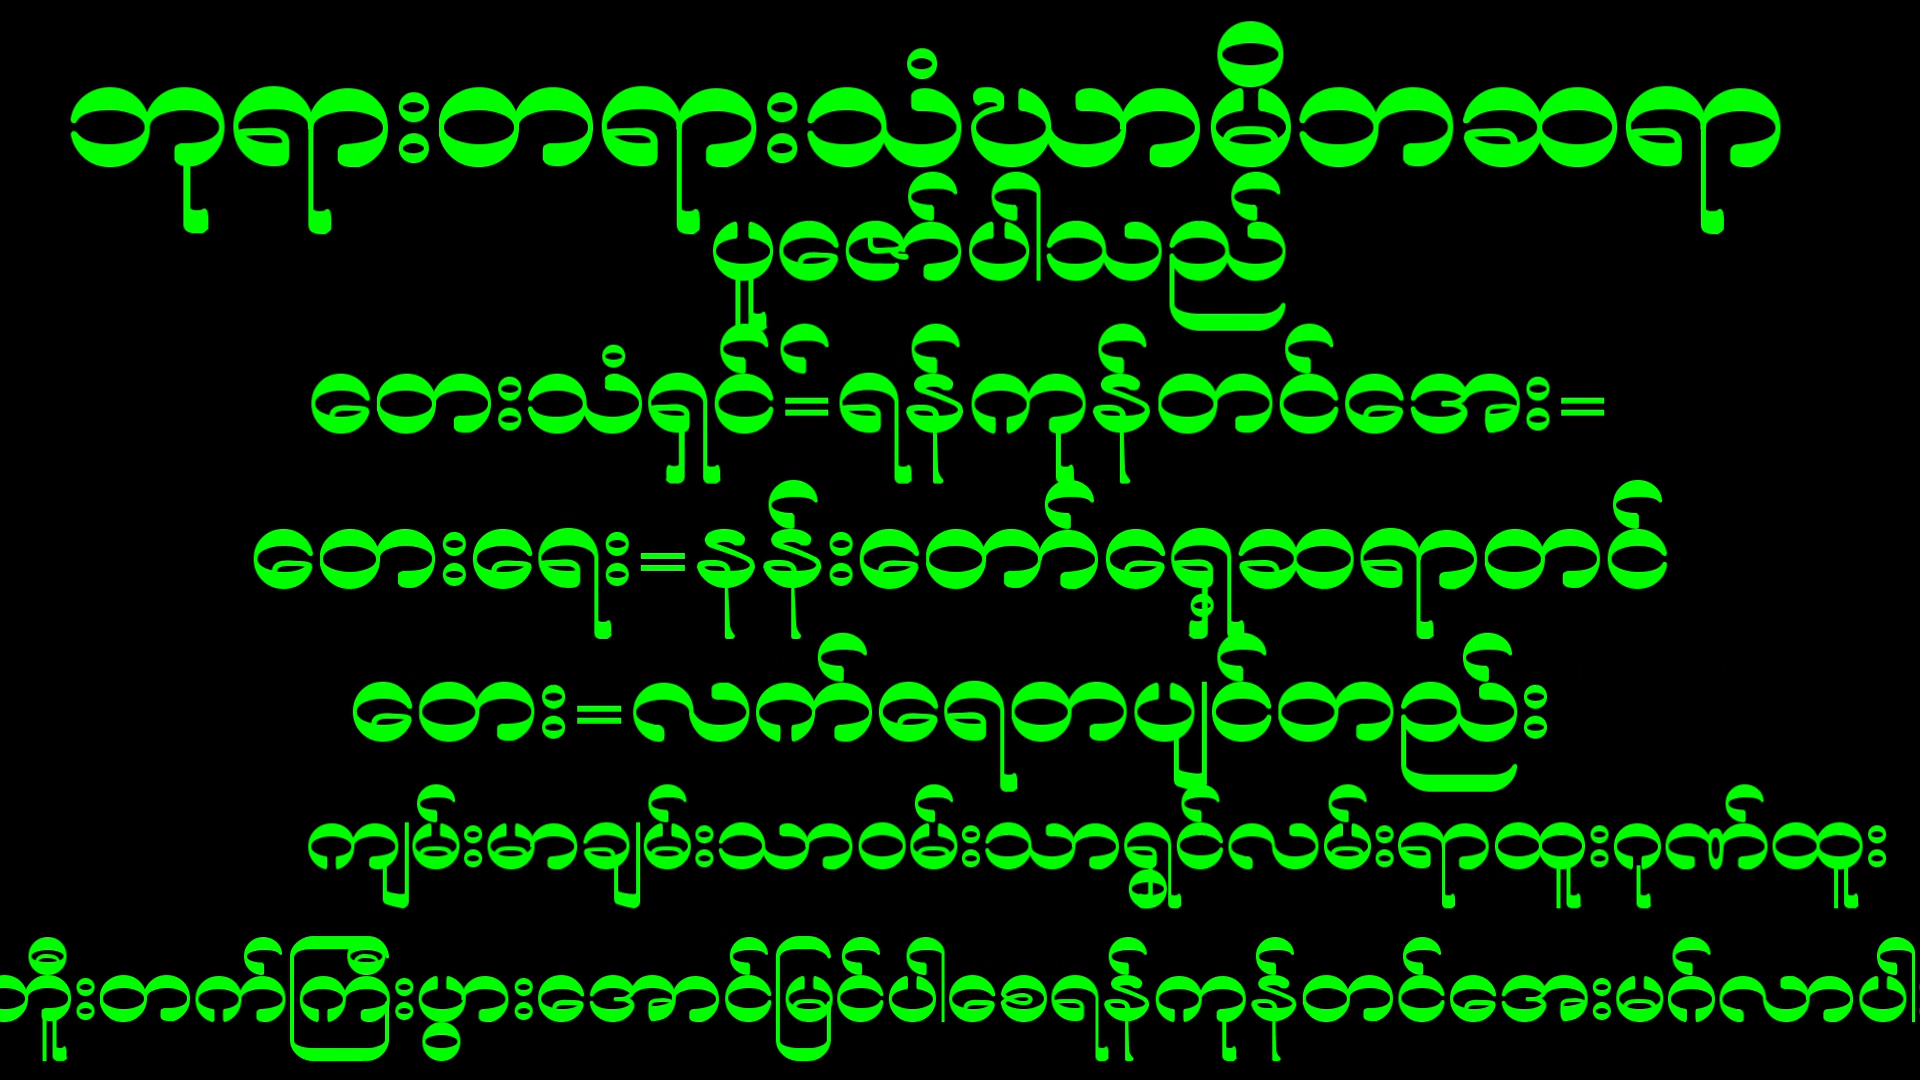 ဘုရားတရားသံဃာမိဘဆရာ
ပူဇော်ပါသည်
တေးသံရှင််=ရန်ကုန်တင်အေး=
တေးရေး=နန်းတော်ရှေ့ဆရာတင်
တေး=လက်ရေတပျင်တည်း
ကျမ်းမာချမ်းသာဝမ်းသာရွှင်လမ်းရာထူးဂုဏ်ထူး
တီူးတက်ကြီးပွားအောင်မြင်ပါစေရန်ကုန်တင်အေးမဂ်လာပါ